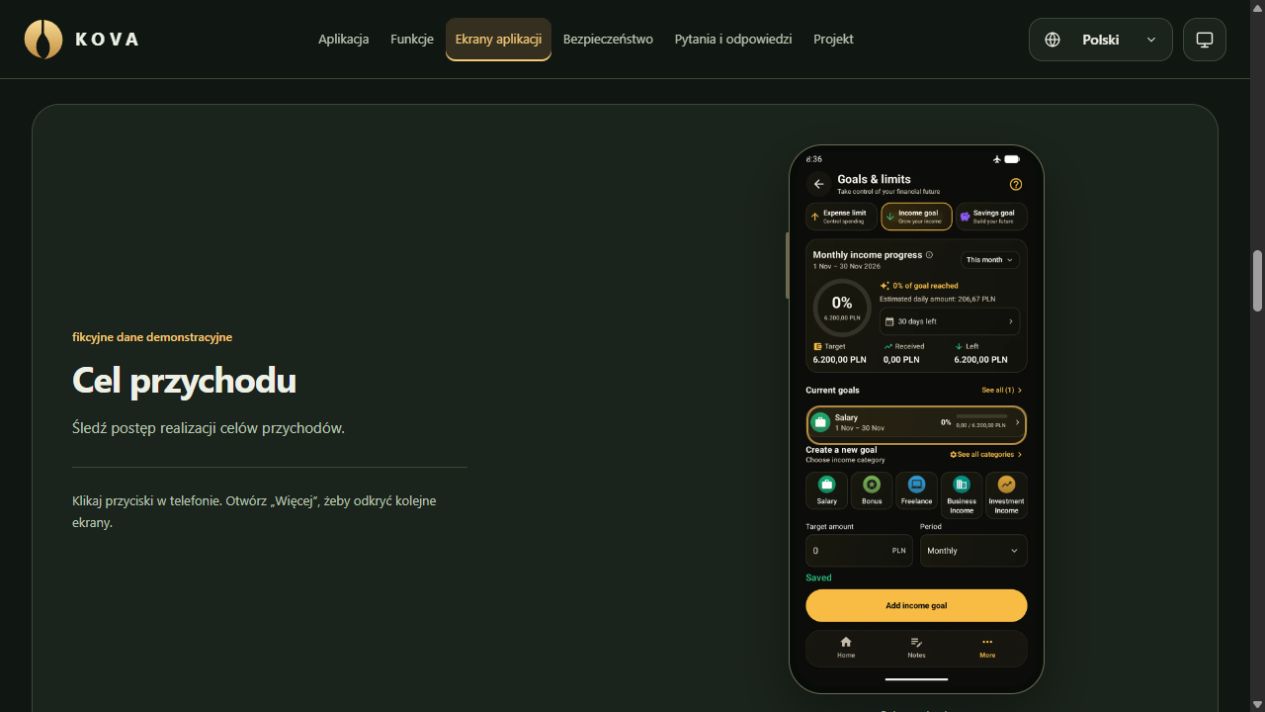 KOVA
Aplikacja
Funkcje
Ekrany aplikacji
Bezpieczeństwo
Pytania i odpowiedzi
Projekt
Polski
fikcyjne dane demonstracyjne
Cel przychodu
Śledź postęp realizacji celów przychodów.
Klikaj przyciski w telefonie. Otwórz „Więcej”, żeby odkryć kolejne
ekrany.
:36
Goals & limits
Take control of your financial future
Expense limit
Control spending
Income goal
Grow your income
Savings goal
Build your future
Monthly income progress
1 Nov – 30 Nov 2026
This month
0%
6.200,00 PLN
0% of goal reached
Estimated daily amount: 206,67 PLN
30 days left
Target
6.200,00 PLN
Received
0,00 PLN
Left
6.200,00 PLN
Current goals
See all (1)
Salary
1 Nov – 30 Nov
0%
0,00 / 6.200,00 PLN
Create a new goal
Choose income category
See all categories
Salary
Bonus
Freelance
Business
Income
Investment
Income
Target amount
0
PLN
Period
Monthly
Saved
Add income goal
Home
Notes
More